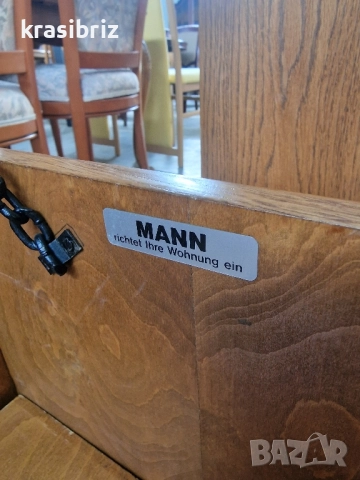 krasibriz
MANN
richtet Ihre Wohnung ein
BAZAR